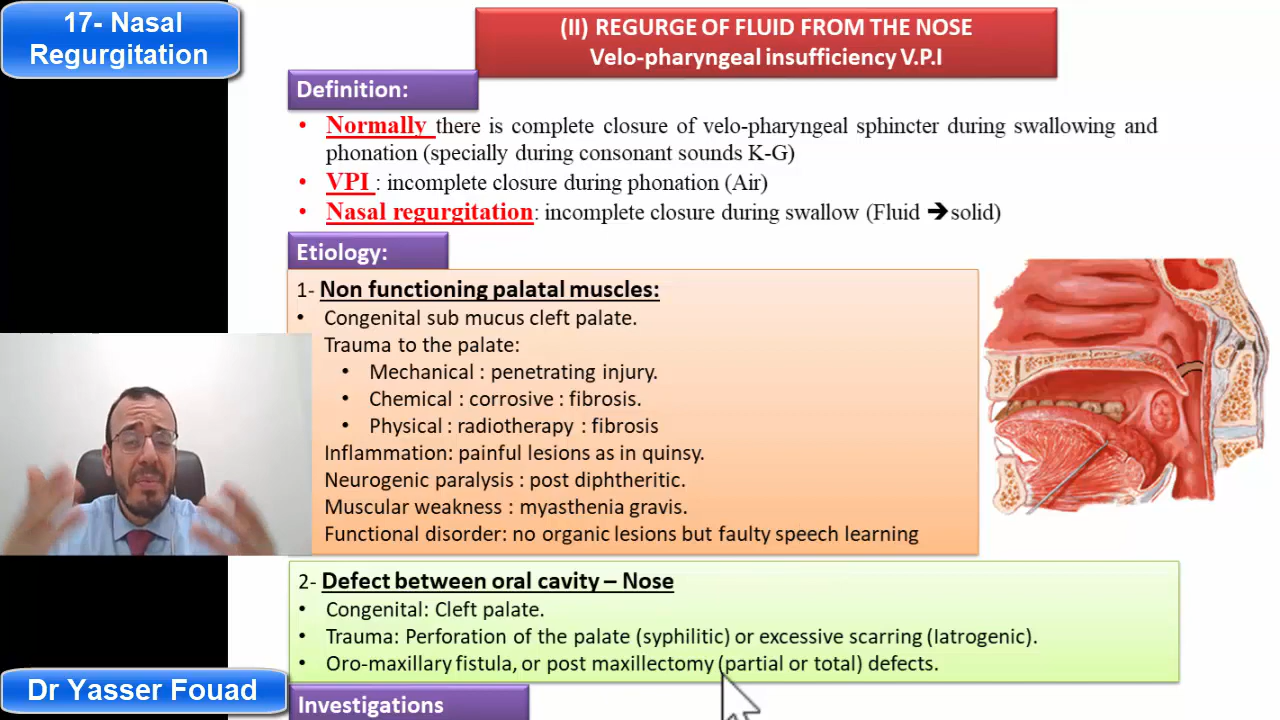 17- Nasal
Regurgitation
(II) REGURGE OF FLUID FROM THE NOSE
Velo-pharyngeal insufficiency V.P.I
Definition:
• Normally there is complete closure of velo-pharyngeal sphincter during swallowing and
phonation (specially during consonant sounds K-G)
• VPI : incomplete closure during phonation (Air)
• Nasal regurgitation: incomplete closure during swallow (Fluid ➔solid)
Etiology:
1- Non functioning palatal muscles:
• Congenital sub mucus cleft palate.
Trauma to the palate:
• Mechanical : penetrating injury.
• Chemical : corrosive : fibrosis.
• Physical : radiotherapy : fibrosis
Inflammation: painful lesions as in quinsy.
Neurogenic paralysis : post diphtheritic.
Muscular weakness : myasthenia gravis.
Functional disorder: no organic lesions but faulty speech learning
2- Defect between oral cavity – Nose
• Congenital: Cleft palate.
• Trauma: Perforation of the palate (syphilitic) or excessive scarring (Iatrogenic).
• Oro-maxillary fistula, or post maxillectomy (partial or total) defects.
Dr Yasser Fouad
Investigations